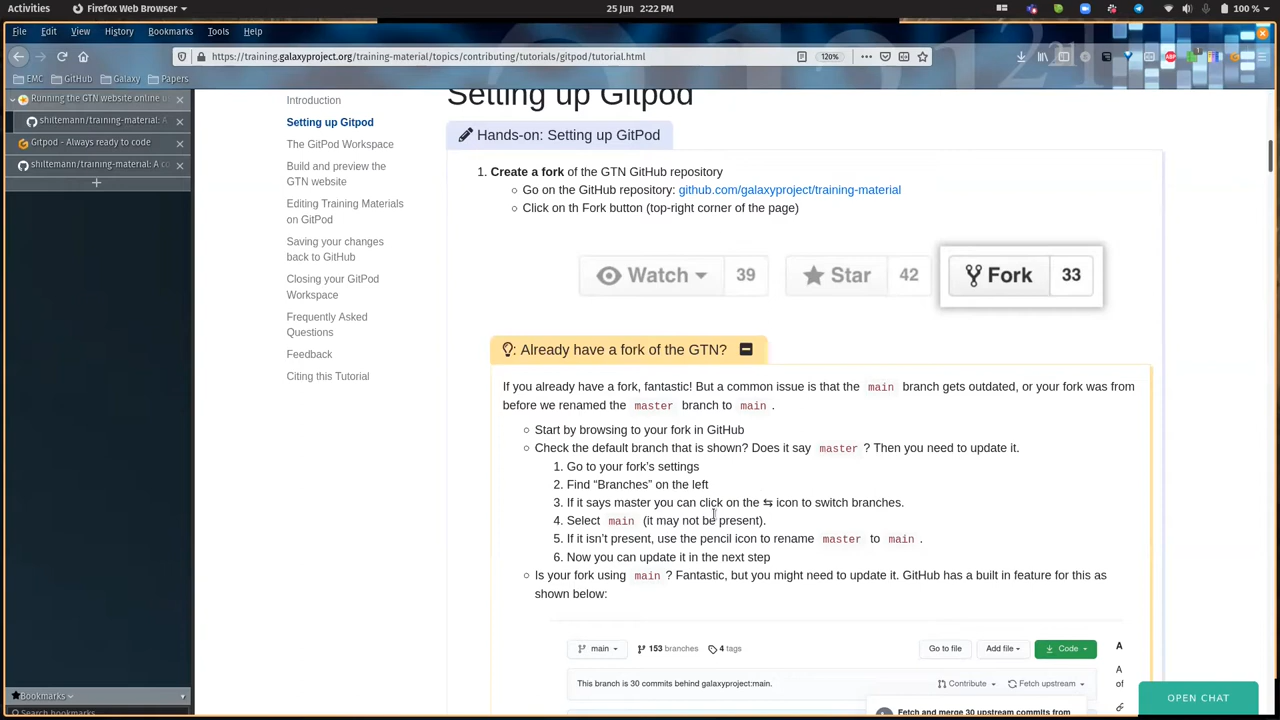 Activities
Firefox Web Browser
25 Jun 2:22 PM
100 %
File Edit View History Bookmarks Tools Help
https://training.galaxyproject.org/training-material/topics/contributing/tutorials/gitpod/tutorial.html
120%
EMC GitHub Galaxy Papers
Running the GTN website online u
shiltemann/training-material: A
Gitpod - Always ready to code
shiltemann/training-material: A co
Bookmarks
Search bookmarks
Introduction
Setting up Gitpod
The GitPod Workspace
Build and preview the
GTN website
Editing Training Materials
on GitPod
Saving your changes
back to GitHub
Closing your GitPod
Workspace
Frequently Asked
Questions
Feedback
Citing this Tutorial
Setting up Gitpod
Hands-on: Setting up GitPod
1. Create a fork of the GTN GitHub repository
Go on the GitHub repository: github.com/galaxyproject/training-material
Click on th Fork button (top-right corner of the page)
Watch 39 Star 42 Fork 33
: Already have a fork of the GTN?
If you already have a fork, fantastic! But a common issue is that the main branch gets outdated, or your fork was from
before we renamed the master branch to main .
Start by browsing to your fork in GitHub
Check the default branch that is shown? Does it say master ? Then you need to update it.
1. Go to your fork’s settings
2. Find “Branches” on the left
3. If it says master you can click on the ⇆ icon to switch branches.
4. Select main (it may not be present).
5. If it isn’t present, use the pencil icon to rename master to main .
6. Now you can update it in the next step
Is your fork using main ? Fantastic, but you might need to update it. GitHub has a built in feature for this as
shown below:
main 153 branches 4 tags Go to file Add file Code A
This branch is 30 commits behind galaxyproject:main. Contribute Fetch upstream
A
of
Fetch and merge 30 upstream commits from
OPEN CHAT